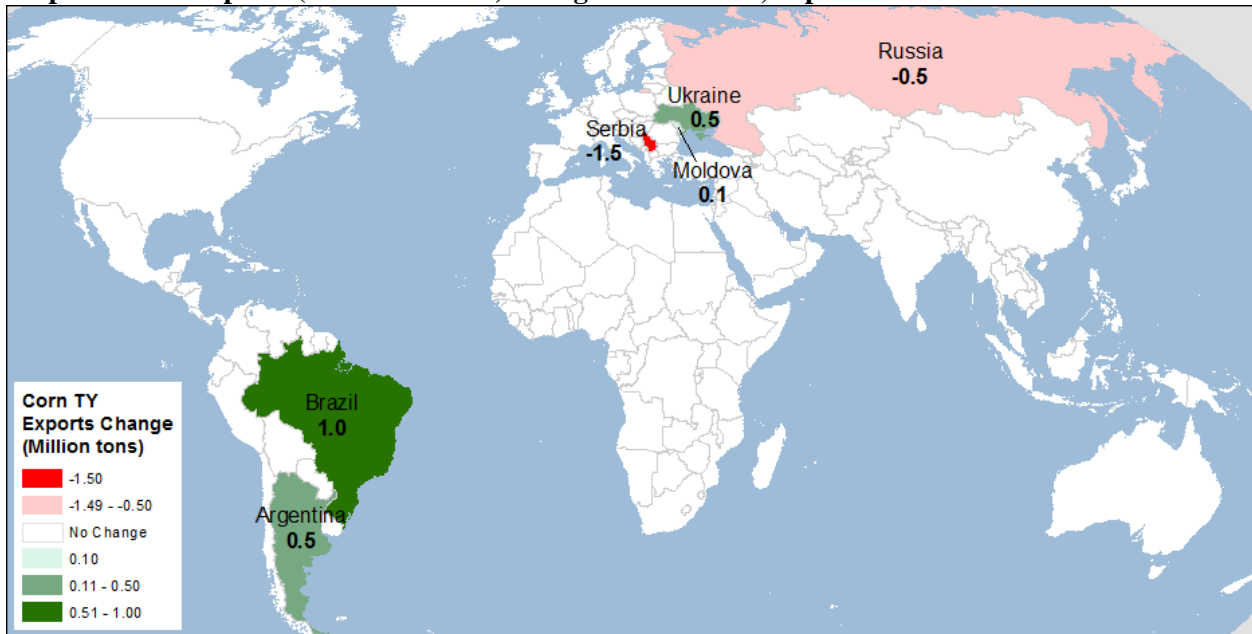 Russia
-0.5
Ukraine
0.5
Serbia
-1.5
Moldova
0.1
Brazil
1.0
Argentina
0.5
Corn TY
Exports Change
(Million tons)
-1.50
-1.49 - -0.50
No Change
0.10
0.11 - 0.50
0.51 - 1.00